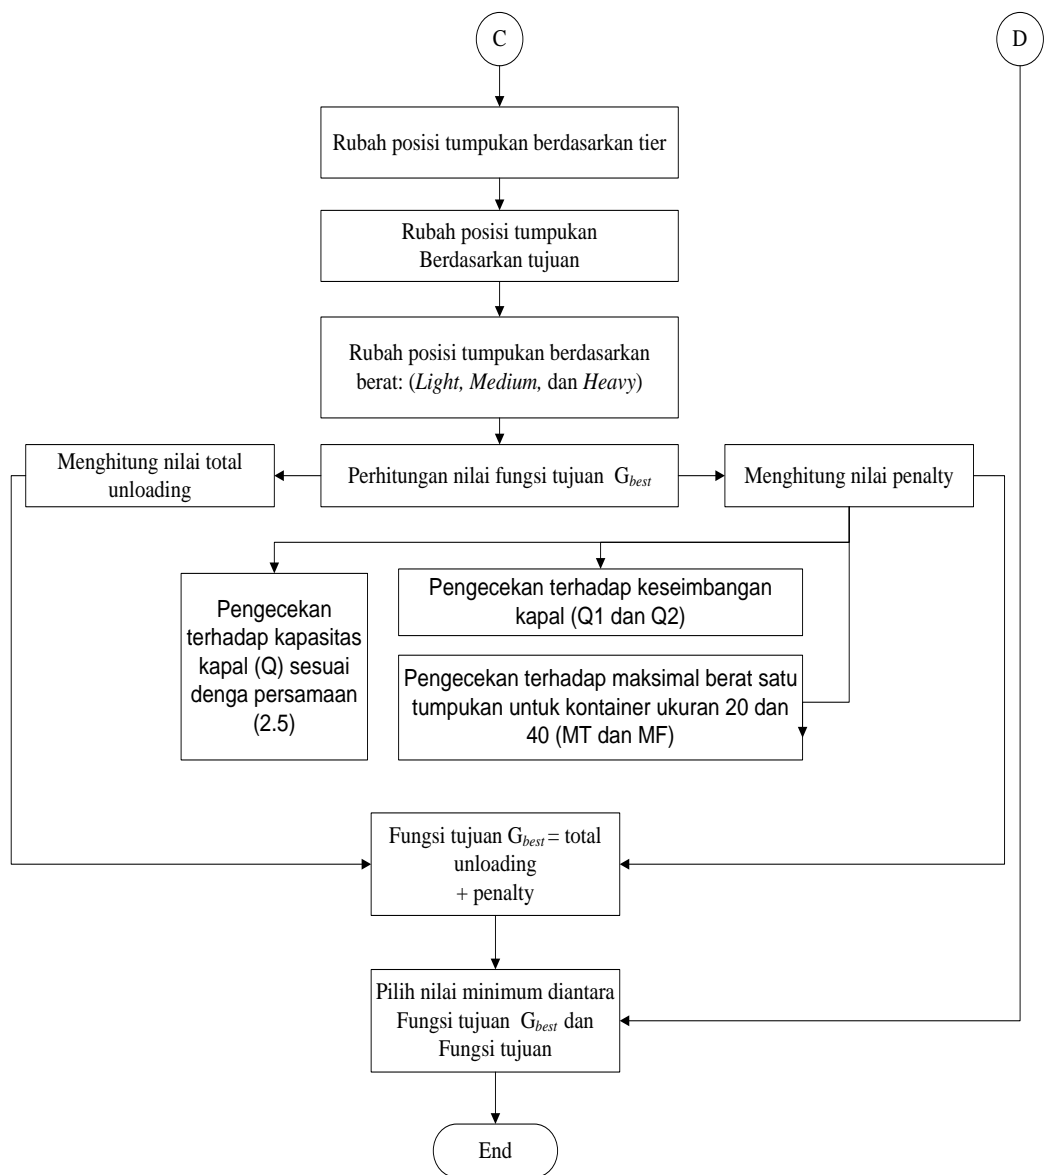 C
D
Rubah posisi tumpukan berdasarkan tier
Rubah posisi tumpukan
Berdasarkan tujuan
Rubah posisi tumpukan berdasarkan
berat: (Light, Medium, dan Heavy)
Menghitung nilai total
unloading
Perhitungan nilai fungsi tujuan G_best
Menghitung nilai penalty
Pengecekan
terhadap kapasitas
kapal (Q) sesuai
denga persamaan
(2.5)
Pengecekan terhadap keseimbangan
kapal (Q1 dan Q2)
Pengecekan terhadap maksimal berat satu
tumpukan untuk kontainer ukuran 20 dan
40 (MT dan MF)
Fungsi tujuan G_best = total
unloading
+ penalty
Pilih nilai minimum diantara
Fungsi tujuan G_best dan
Fungsi tujuan
End